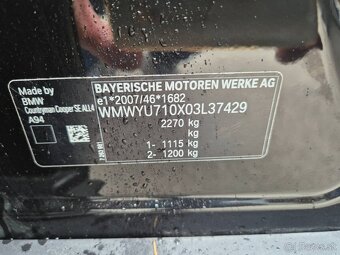 BAYERISCHE MOTOREN WERKE AG
Made by
BMW
Countryman Cooper SE ALL4
A94
e1*2007/46*1682
WMWYU710X03L37429
2270 kg
kg
1- 1115 kg
2- 1200 kg